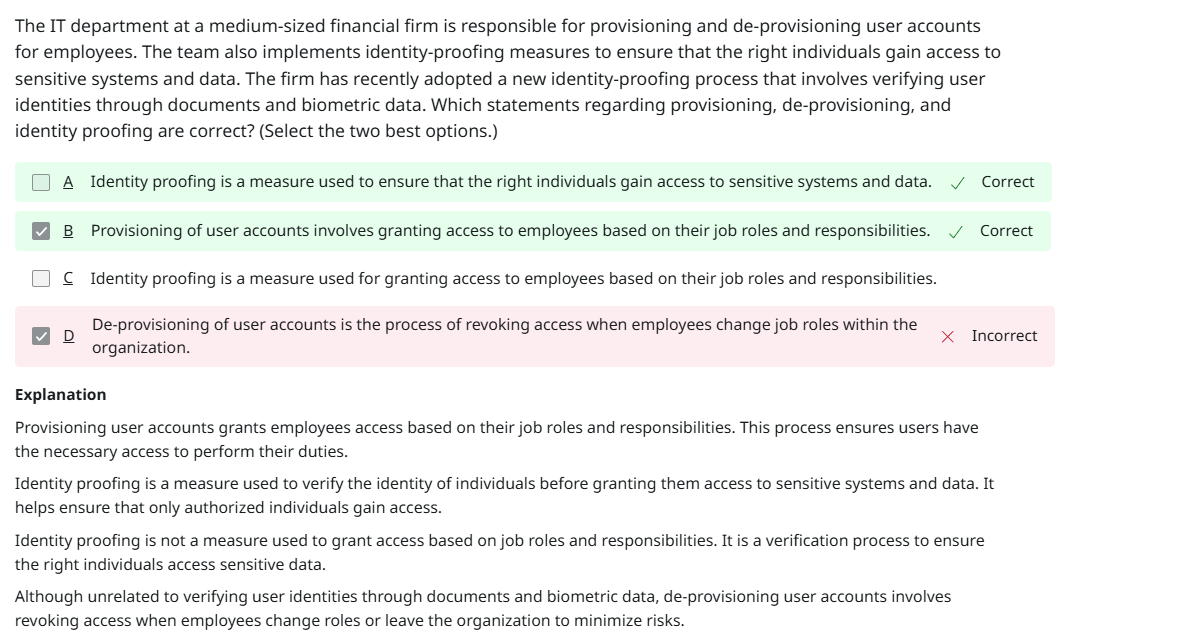 The IT department at a medium-sized financial firm is responsible for provisioning and de-provisioning user accounts
for employees. The team also implements identity-proofing measures to ensure that the right individuals gain access to
sensitive systems and data. The firm has recently adopted a new identity-proofing process that involves verifying user
identities through documents and biometric data. Which statements regarding provisioning, de-provisioning, and
identity proofing are correct? (Select the two best options.)
A Identity proofing is a measure used to ensure that the right individuals gain access to sensitive systems and data. Correct
B Provisioning of user accounts involves granting access to employees based on their job roles and responsibilities. Correct
C Identity proofing is a measure used for granting access to employees based on their job roles and responsibilities.
D De-provisioning of user accounts is the process of revoking access when employees change job roles within the
organization. Incorrect
Explanation
Provisioning user accounts grants employees access based on their job roles and responsibilities. This process ensures users have
the necessary access to perform their duties.
Identity proofing is a measure used to verify the identity of individuals before granting them access to sensitive systems and data. It
helps ensure that only authorized individuals gain access.
Identity proofing is not a measure used to grant access based on job roles and responsibilities. It is a verification process to ensure
the right individuals access sensitive data.
Although unrelated to verifying user identities through documents and biometric data, de-provisioning user accounts involves
revoking access when employees change roles or leave the organization to minimize risks.